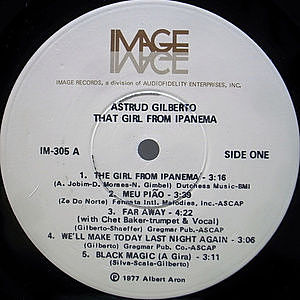 IMAGE
IMAGE RECORDS, a division of AUDIOFIDELITY ENTERPRISES, INC.
ASTRUD GILBERTO
THAT GIRL FROM IPANEMA
IM-305 A SIDE ONE
1. THE GIRL FROM IPANEMA - 3:16
(A. Jobim-D. Moraes-N. Gimbel) Dutchess Music-BMI
2. MEU PIAO - 3:39
(Ze Do Norte) Fermata Intl. Melodies, Inc.-ASCAP
3. FAR AWAY - 4:22
(with Chet Baker-trumpet & Vocal)
(Gilberto-Shaeffer) Gregmar Pub.-ASCAP
4. WE'LL MAKE TODAY LAST NIGHT AGAIN - 3:06
(Gilberto) Gregmar Pub. Co.-ASCAP
5. BLACK MAGIC (A Gira) - 3:11
(Silva-Scala-Gilberto)
℗ 1977 Albert Aron